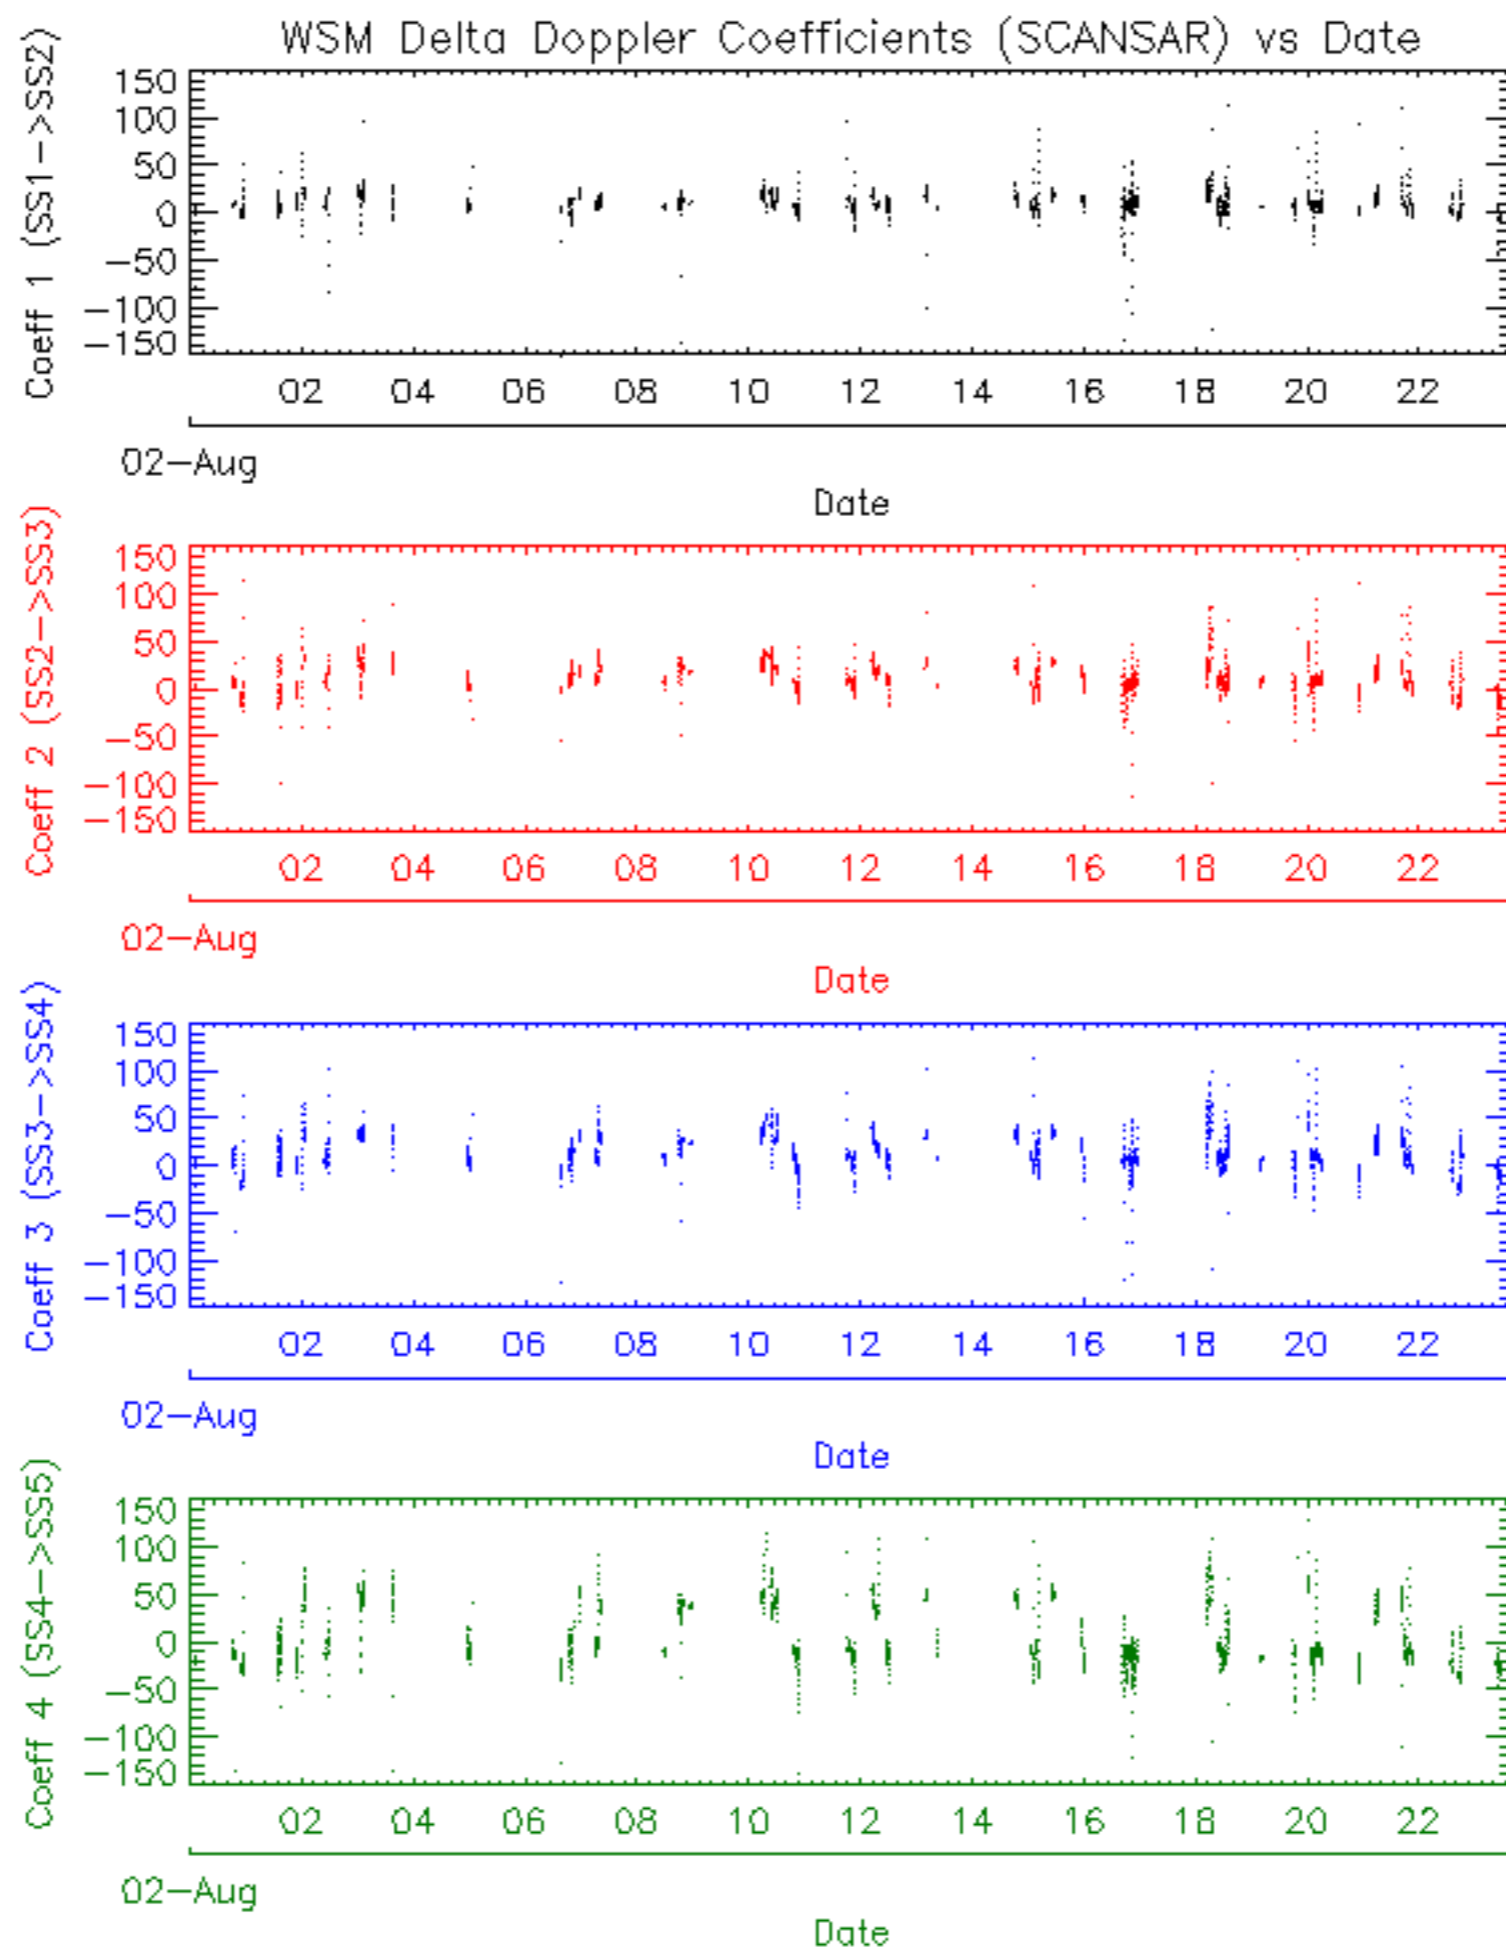 WSM Delta Doppler Coefficients (SCANSAR) vs Date
Coeff 1 (SS1->SS2)
150
100
50
0
-50
-100
-150
02 04 06 08 10 12 14 16 18 20 22
02-Aug
Date
Coeff 2 (SS2->SS3)
150
100
50
0
-50
-100
-150
02 04 06 08 10 12 14 16 18 20 22
02-Aug
Date
Coeff 3 (SS3->SS4)
150
100
50
0
-50
-100
-150
02 04 06 08 10 12 14 16 18 20 22
02-Aug
Date
Coeff 4 (SS4->SS5)
150
100
50
0
-50
-100
-150
02 04 06 08 10 12 14 16 18 20 22
02-Aug
Date